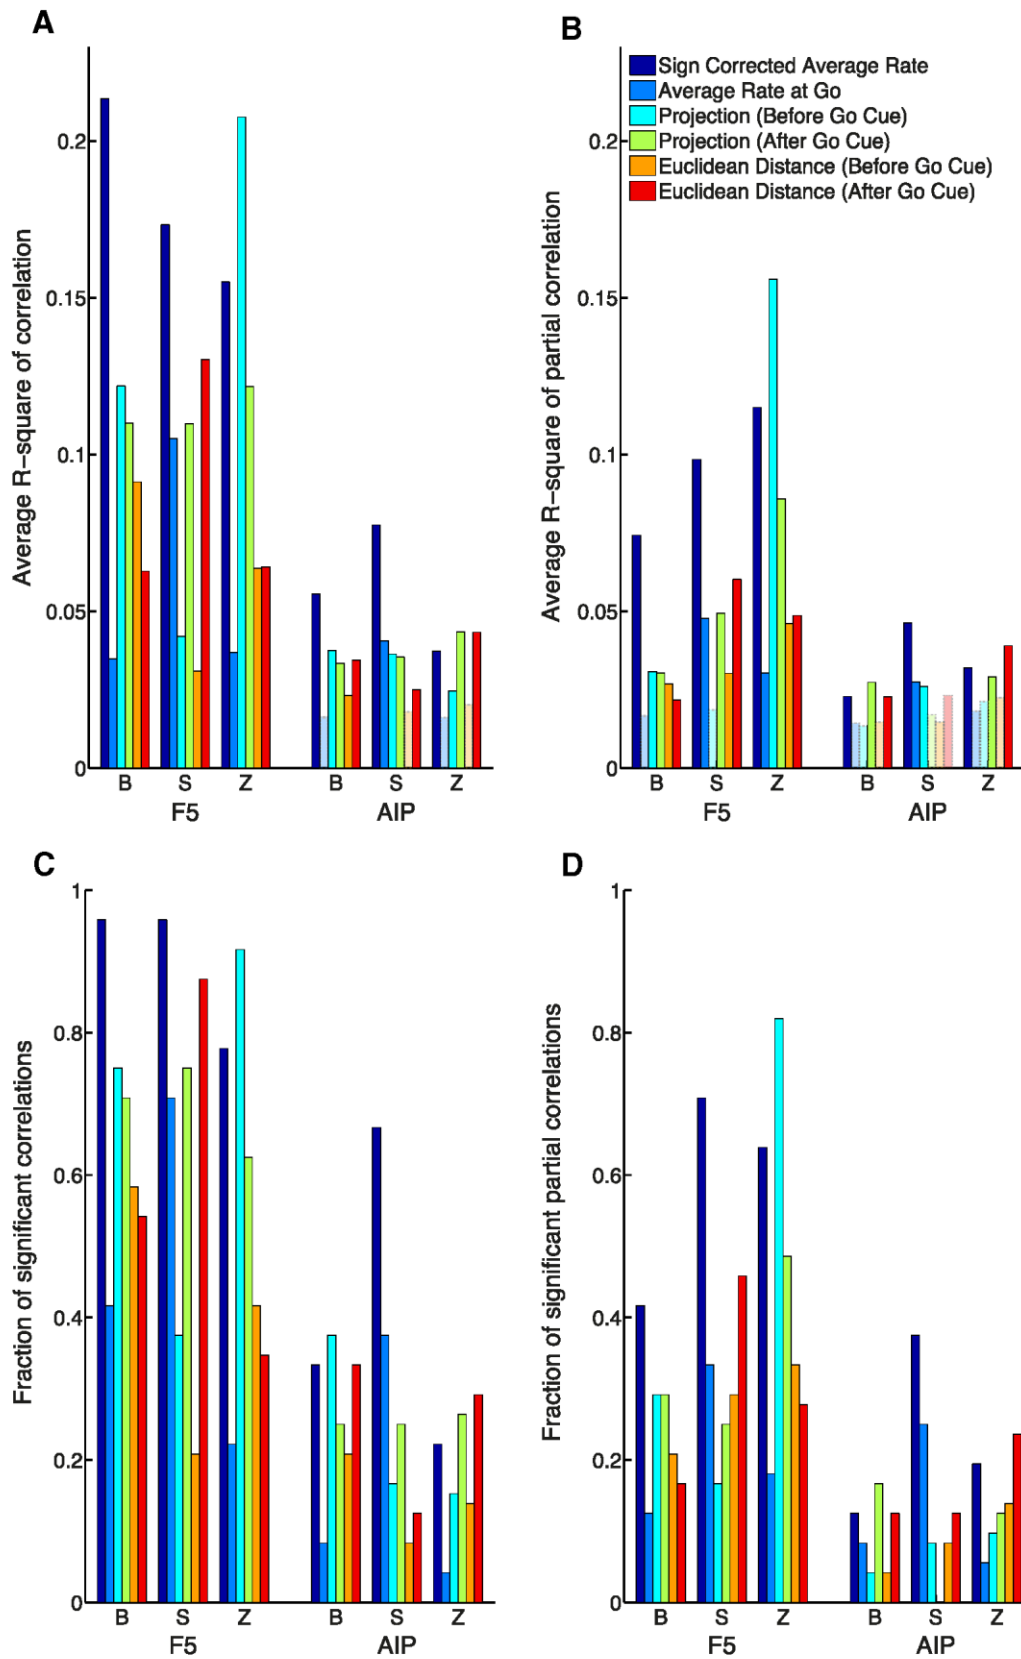 A
Average R-square of correlation
0.2
0.15
0.1
0.05
0
B S Z B S Z
F5 AIP
B
Sign Corrected Average Rate
Average Rate at Go
Projection (Before Go Cue)
Projection (After Go Cue)
Euclidean Distance (Before Go Cue)
Euclidean Distance (After Go Cue)
Average R-square of partial correlation
0.2
0.15
0.1
0.05
0
B S Z B S Z
F5 AIP
C
Fraction of significant correlations
1
0.8
0.6
0.4
0.2
0
B S Z B S Z
F5 AIP
D
Fraction of significant partial correlations
1
0.8
0.6
0.4
0.2
0
B S Z B S Z
F5 AIP